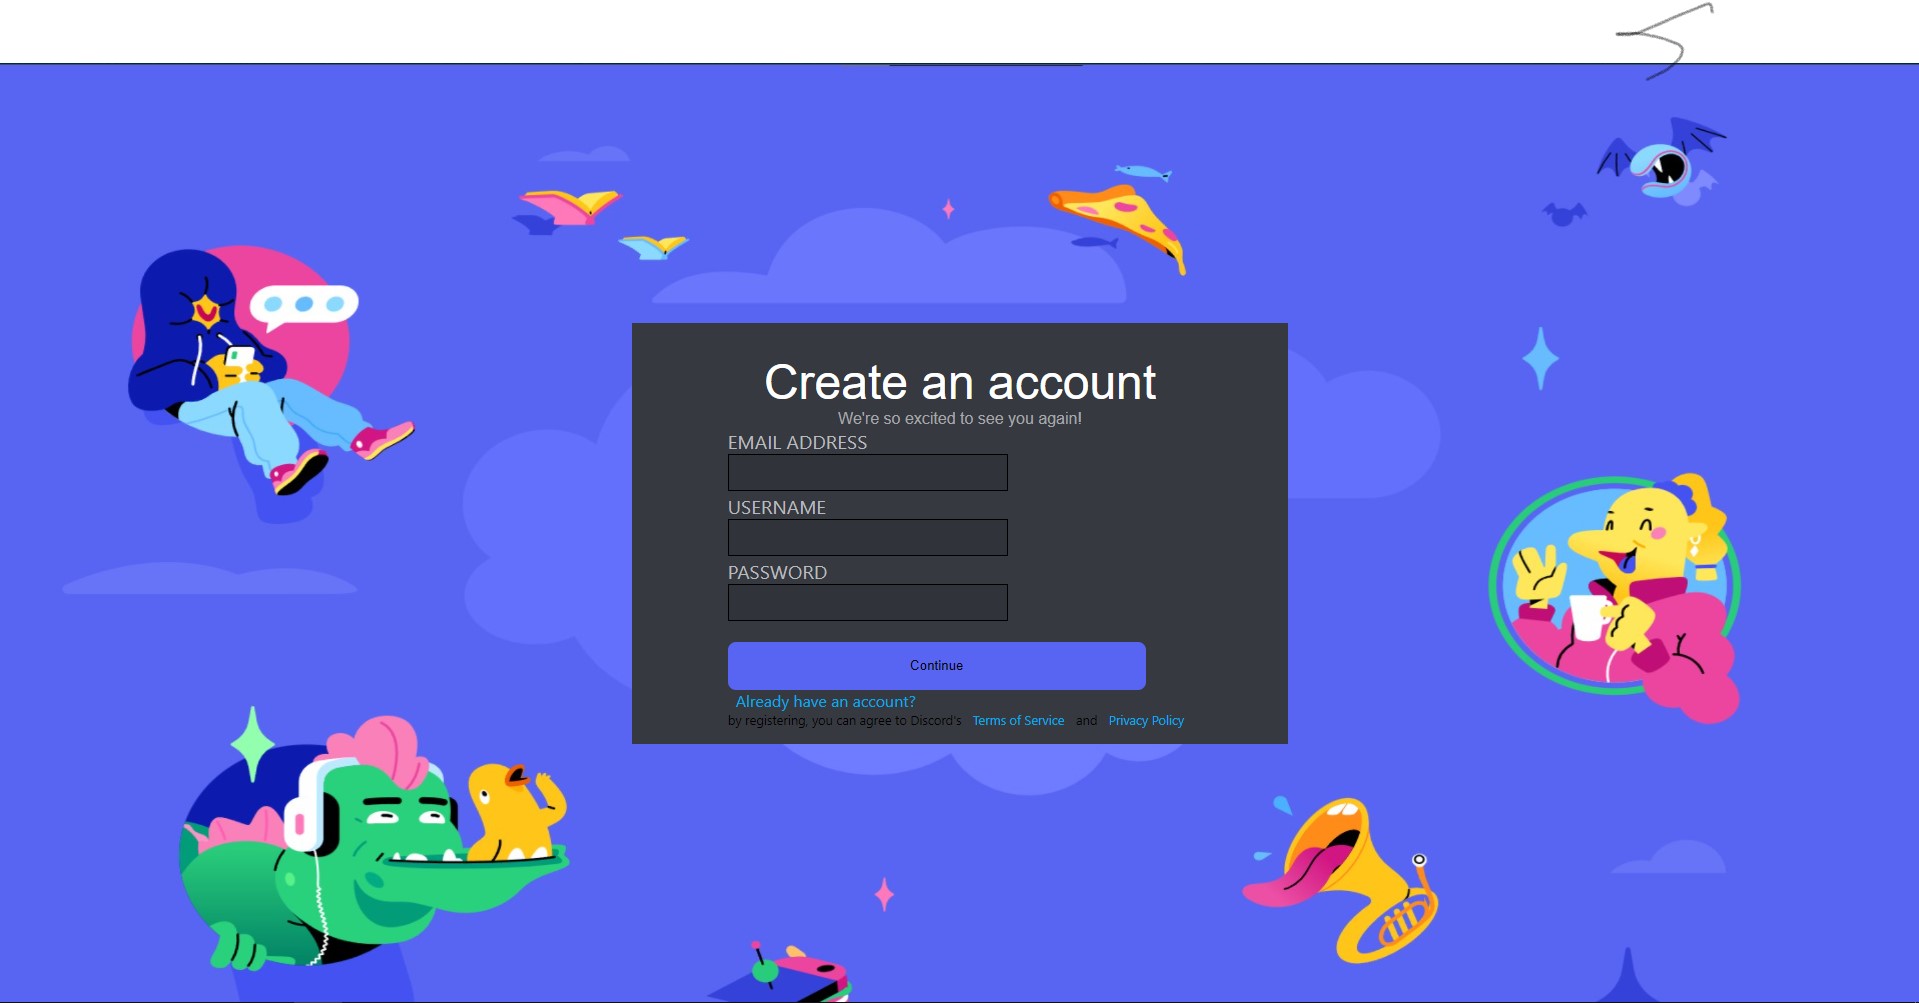 Create an account
We're so excited to see you again!
EMAIL ADDRESS
USERNAME
PASSWORD
Continue
Already have an account?
by registering, you can agree to Discord's Terms of Service and Privacy Policy